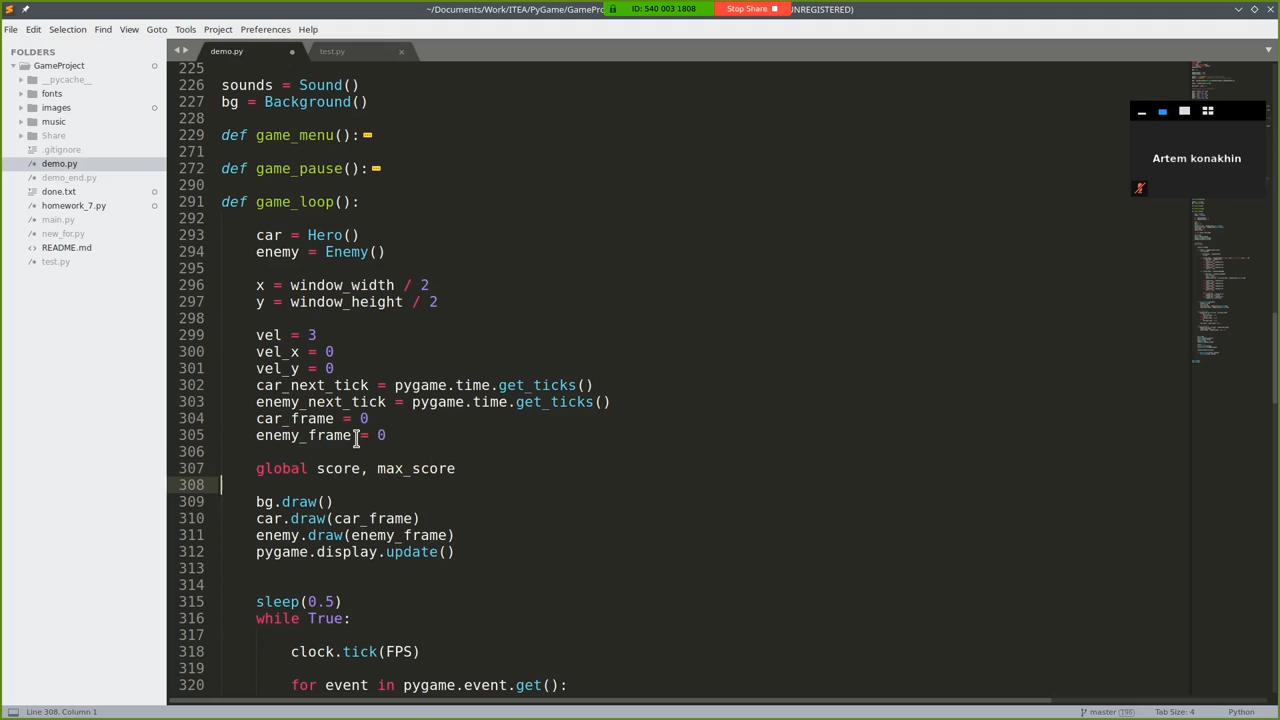 ~/Documents/Work/ITEA/PyGame/GamePro
ID: 540 003 1808
Stop Share
UNREGISTERED)
File Edit Selection Find View Goto Tools Project Preferences Help
FOLDERS
GameProject
__pycache__
fonts
images
music
Share
.gitignore
demo.py
demo_end.py
done.txt
homework_7.py
main.py
new_for.py
README.md
test.py
demo.py
test.py
225
226 sounds = Sound()
227 bg = Background()
228
229 def game_menu():
271
272 def game_pause():
290
291 def game_loop():
292
293 car = Hero()
294 enemy = Enemy()
295
296 x = window_width / 2
297 y = window_height / 2
298
299 vel = 3
300 vel_x = 0
301 vel_y = 0
302 car_next_tick = pygame.time.get_ticks()
303 enemy_next_tick = pygame.time.get_ticks()
304 car_frame = 0
305 enemy_frame = 0
306
307 global score, max_score
308
309 bg.draw()
310 car.draw(car_frame)
311 enemy.draw(enemy_frame)
312 pygame.display.update()
313
314
315 sleep(0.5)
316 while True:
317
318 clock.tick(FPS)
319
320 for event in pygame.event.get():
Artem konakhin
Line 308, Column 1
master 196
Tab Size: 4
Python